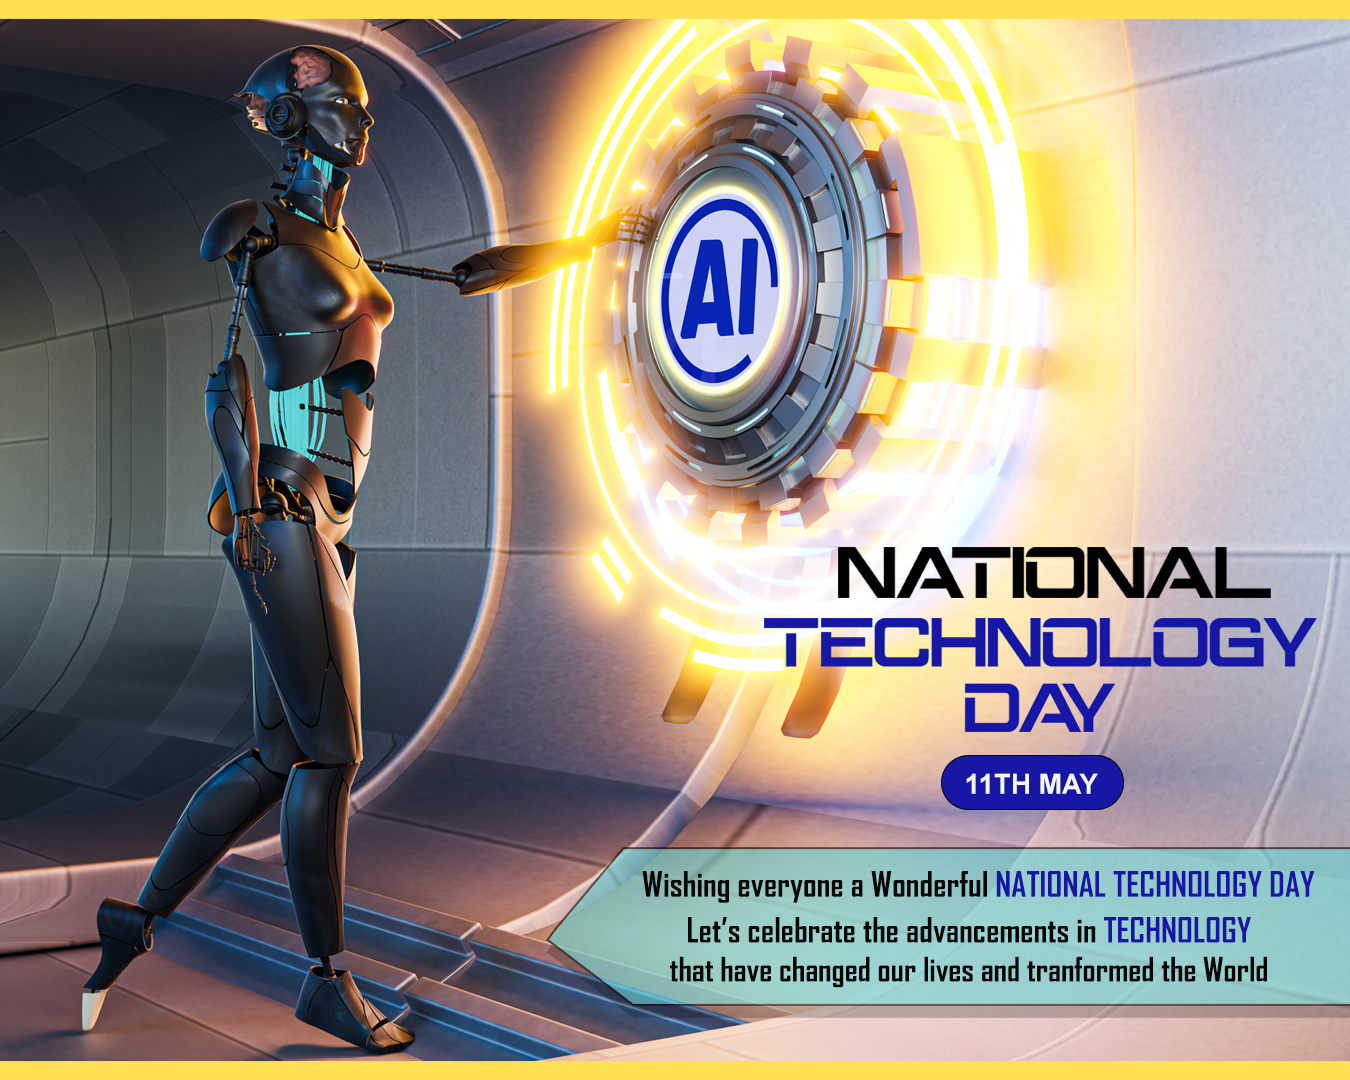 AI
NATIONAL
TECHNOLOGY
DAY
11TH MAY
Wishing everyone a Wonderful NATIONAL TECHNOLOGY DAY
Let's celebrate the advancements in TECHNOLOGY
that have changed our lives and tranformed the World